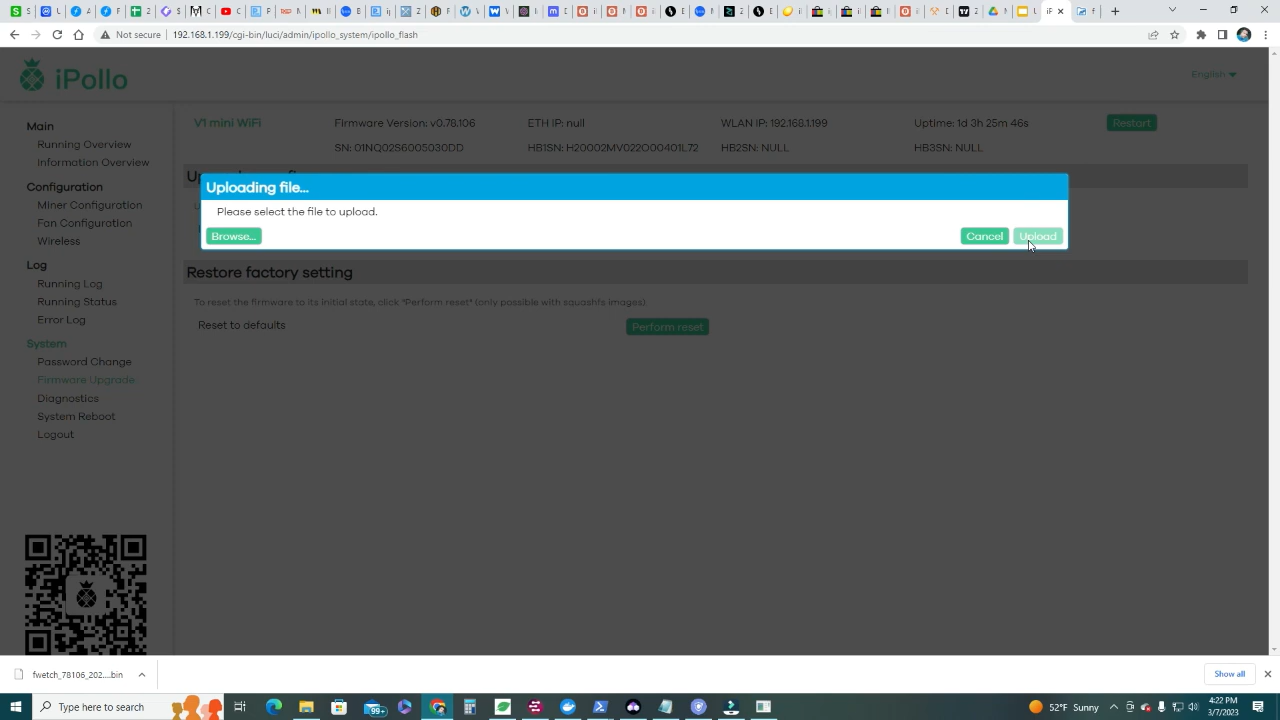 Not secure
192.168.1.199/cgi-bin/luci/admin/ipollo_system/ipollo_flash
iPollo
English
Main
Running Overview
Information Overview
Configuration
Miner Configuration
Fan Configuration
Wireless
Log
Running Log
Running Status
Error Log
System
Password Change
Firmware Upgrade
Diagnostics
System Reboot
Logout
V1 mini WiFi
Firmware Version: v0.78.106
ETH IP: null
WLAN IP: 192.168.1.199
Uptime: 1d 3h 25m 46s
Restart
SN: 01NQ02S6005030DD
HB1SN: H20002MV022O00401L72
HB2SN: NULL
HB3SN: NULL
Uploading file...
Please select the file to upload.
Browse...
Cancel
Upload
Restore factory setting
To reset the firmware to its initial state, click "Perform reset" (only possible with squashfs images).
Reset to defaults
Perform reset
fwetch_78106_202....bin
Show all
Type here to search
99+
52°F Sunny
4:22 PM
3/7/2023